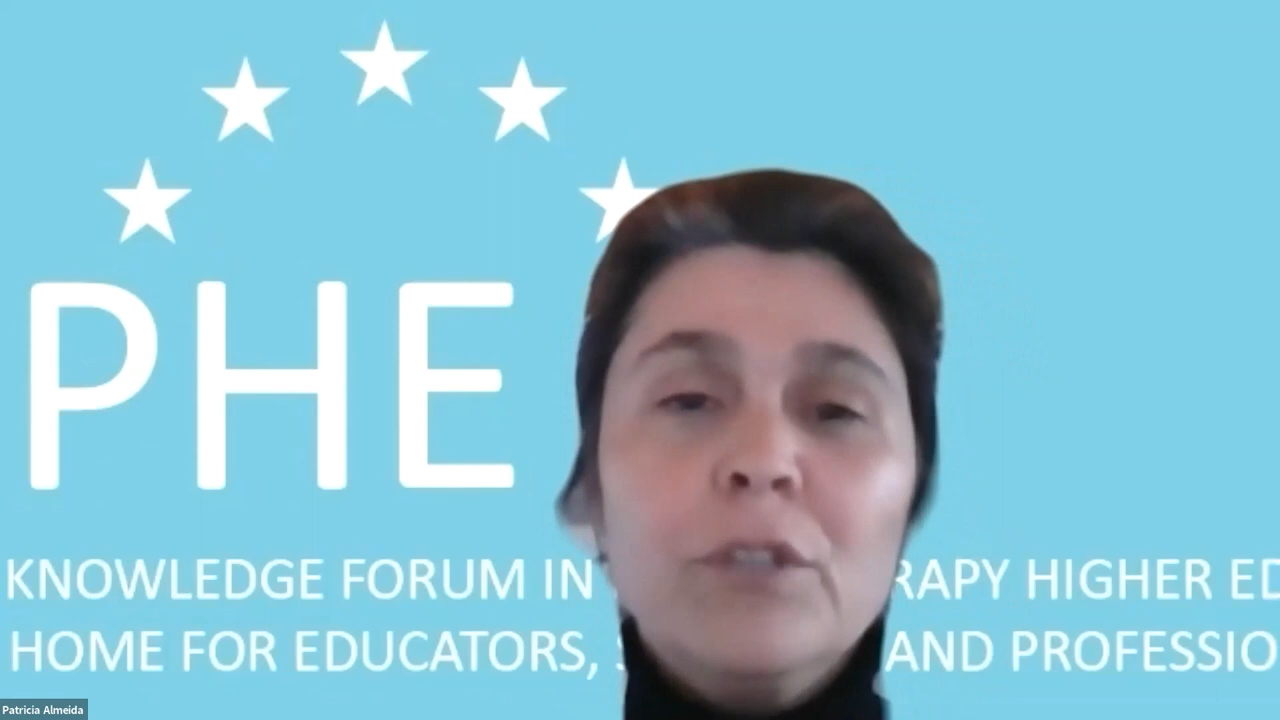 PHE
KNOWLEDGE FORUM IN RAPY HIGHER ED
HOME FOR EDUCATORS, AND PROFESSIO
Patricia Almeida